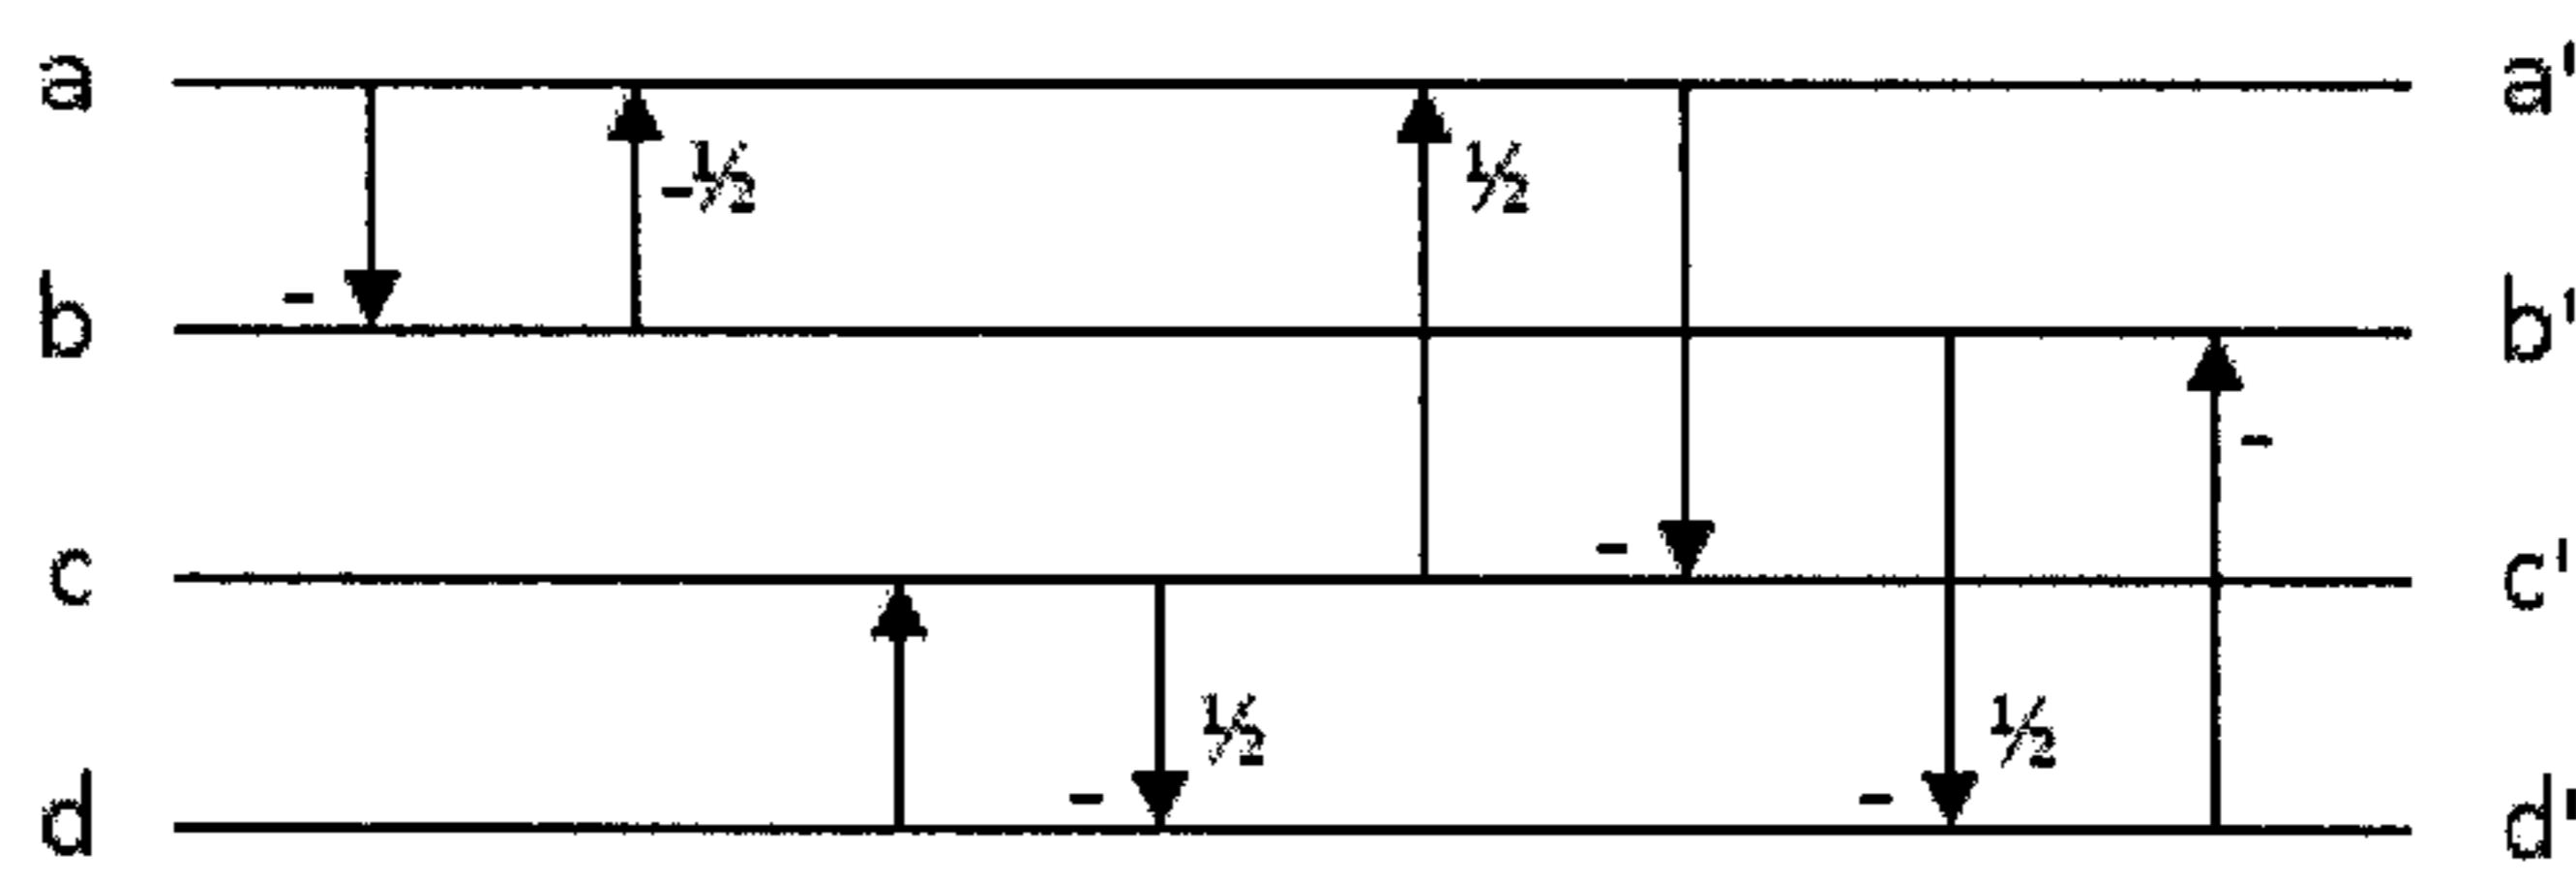 a -½ ½ a'
b - b'
-
c - c'
½ ½
- -
d d'